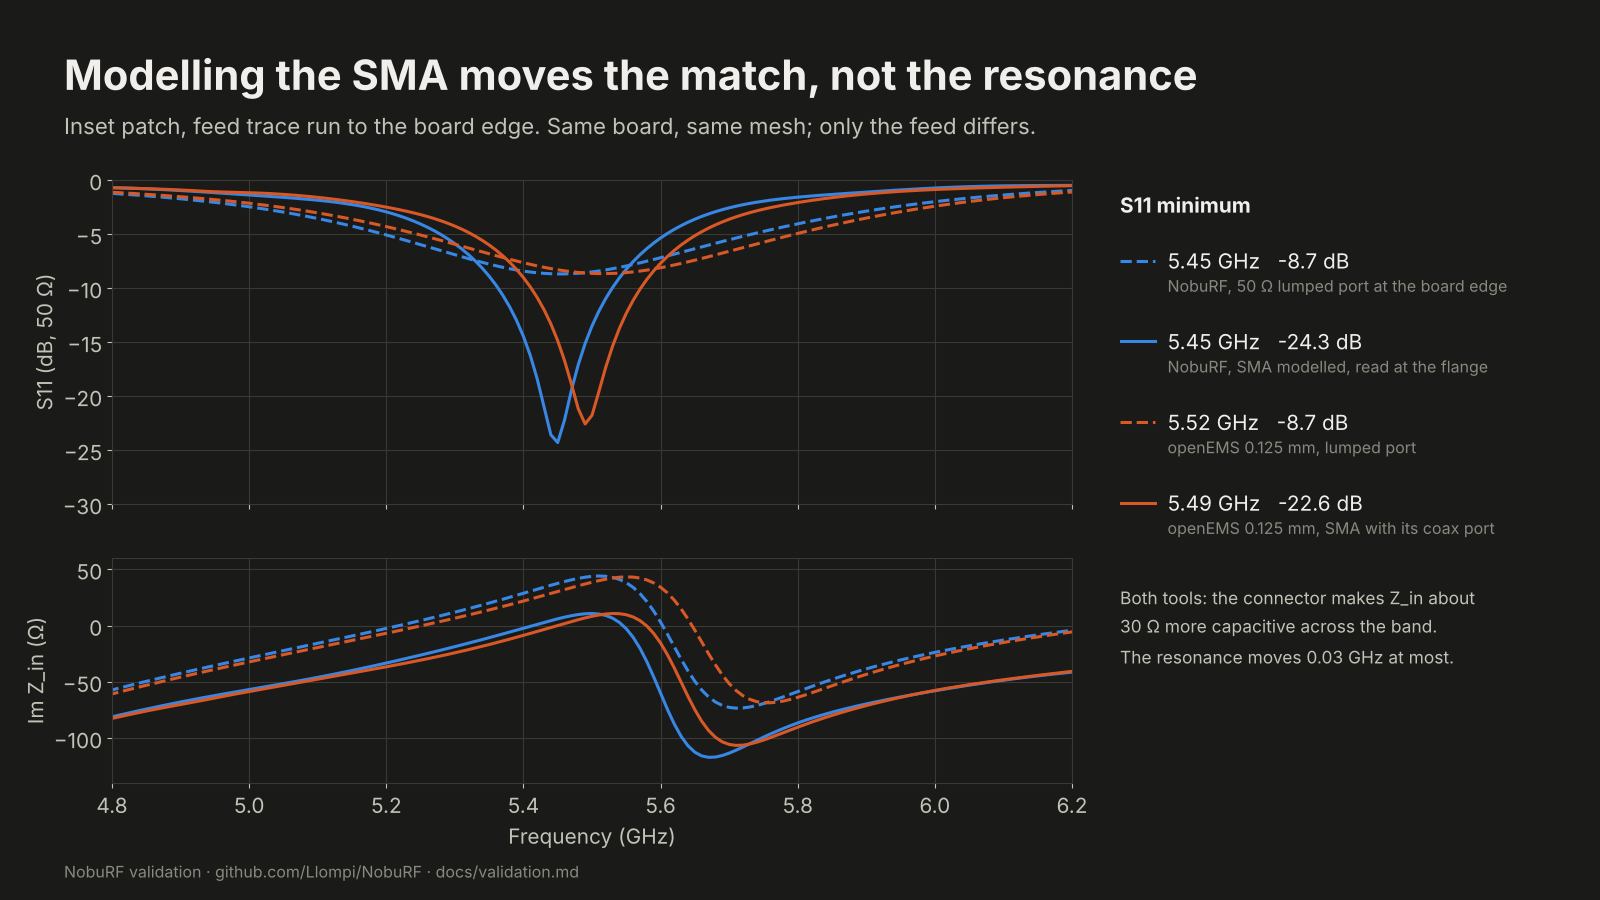 Modelling the SMA moves the match, not the resonance
Inset patch, feed trace run to the board edge. Same board, same mesh; only the feed differs.
S11 (dB, 50 Ω)
0
−5
−10
−15
−20
−25
−30
S11 minimum
5.45 GHz -8.7 dB
NobuRF, 50 Ω lumped port at the board edge
5.45 GHz -24.3 dB
NobuRF, SMA modelled, read at the flange
5.52 GHz -8.7 dB
openEMS 0.125 mm, lumped port
5.49 GHz -22.6 dB
openEMS 0.125 mm, SMA with its coax port
Im Z_in (Ω)
50
0
−50
−100
4.8 5.0 5.2 5.4 5.6 5.8 6.0 6.2
Frequency (GHz)
Both tools: the connector makes Z_in about
30 Ω more capacitive across the band.
The resonance moves 0.03 GHz at most.
NobuRF validation · github.com/Llompi/NobuRF · docs/validation.md